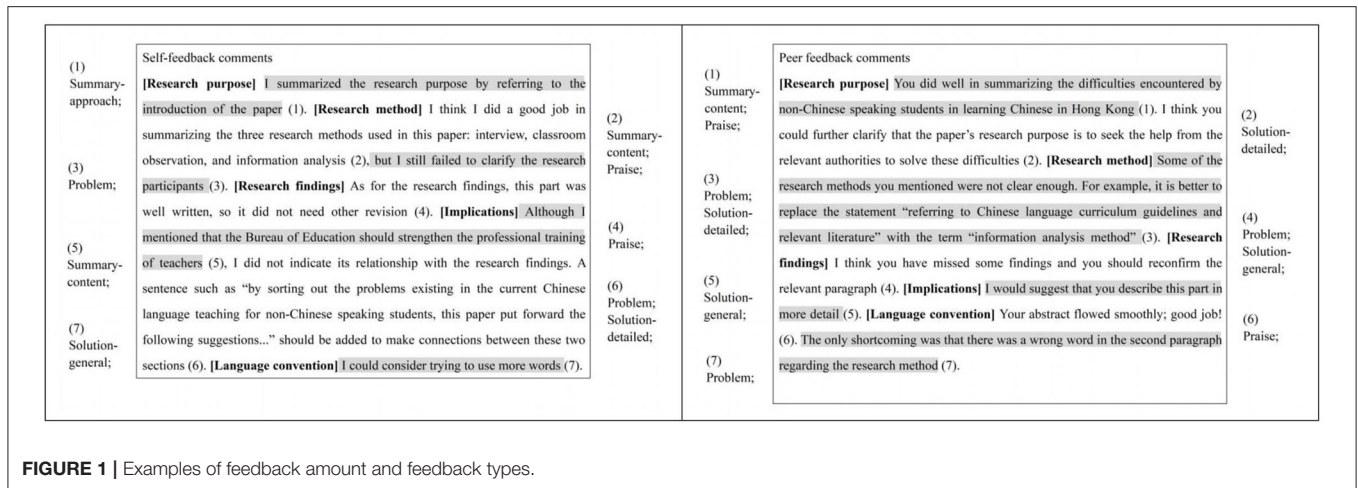 (1)
Summary-
approach;
(3)
Problem;
(5)
Summary-
content;
(7)
Solution-
general;
Self-feedback comments
[Research purpose] I summarized the research purpose by referring to the
introduction of the paper (1). [Research method] I think I did a good job in
summarizing the three research methods used in this paper: interview, classroom
observation, and information analysis (2), but I still failed to clarify the research
participants (3). [Research findings] As for the research findings, this part was
well written, so it did not need other revision (4). [Implications] Although I
mentioned that the Bureau of Education should strengthen the professional training
of teachers (5), I did not indicate its relationship with the research findings. A
sentence such as “by sorting out the problems existing in the current Chinese
language teaching for non-Chinese speaking students, this paper put forward the
following suggestions...” should be added to make connections between these two
sections (6). [Language convention] I could consider trying to use more words (7).
(2)
Summary-
content;
Praise;
(4)
Praise;
(6)
Problem;
Solution-
detailed;
(1)
Summary-
content;
Praise;
(3)
Problem;
Solution-
detailed;
(5)
Solution-
general;
(7)
Problem;
Peer feedback comments
[Research purpose] You did well in summarizing the difficulties encountered by
non-Chinese speaking students in learning Chinese in Hong Kong (1). I think you
could further clarify that the paper’s research purpose is to seek the help from the
relevant authorities to solve these difficulties (2). [Research method] Some of the
research methods you mentioned were not clear enough. For example, it is better to
replace the statement “referring to Chinese language curriculum guidelines and
relevant literature” with the term “information analysis method” (3). [Research
findings] I think you have missed some findings and you should reconfirm the
relevant paragraph (4). [Implications] I would suggest that you describe this part in
more detail (5). [Language convention] Your abstract flowed smoothly; good job!
(6). The only shortcoming was that there was a wrong word in the second paragraph
regarding the research method (7).
(2)
Solution-
detailed;
(4)
Problem;
Solution-
general;
(6)
Praise;
FIGURE 1 | Examples of feedback amount and feedback types.